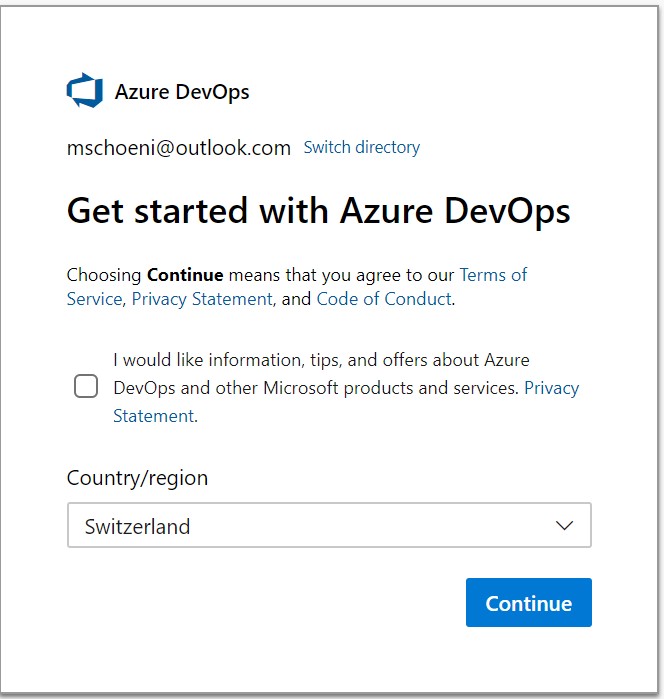 Azure DevOps
mschoeni@outlook.com Switch directory
Get started with Azure DevOps
Choosing Continue means that you agree to our Terms of
Service, Privacy Statement, and Code of Conduct.
I would like information, tips, and offers about Azure
DevOps and other Microsoft products and services. Privacy
Statement.
Country/region
Switzerland
Continue